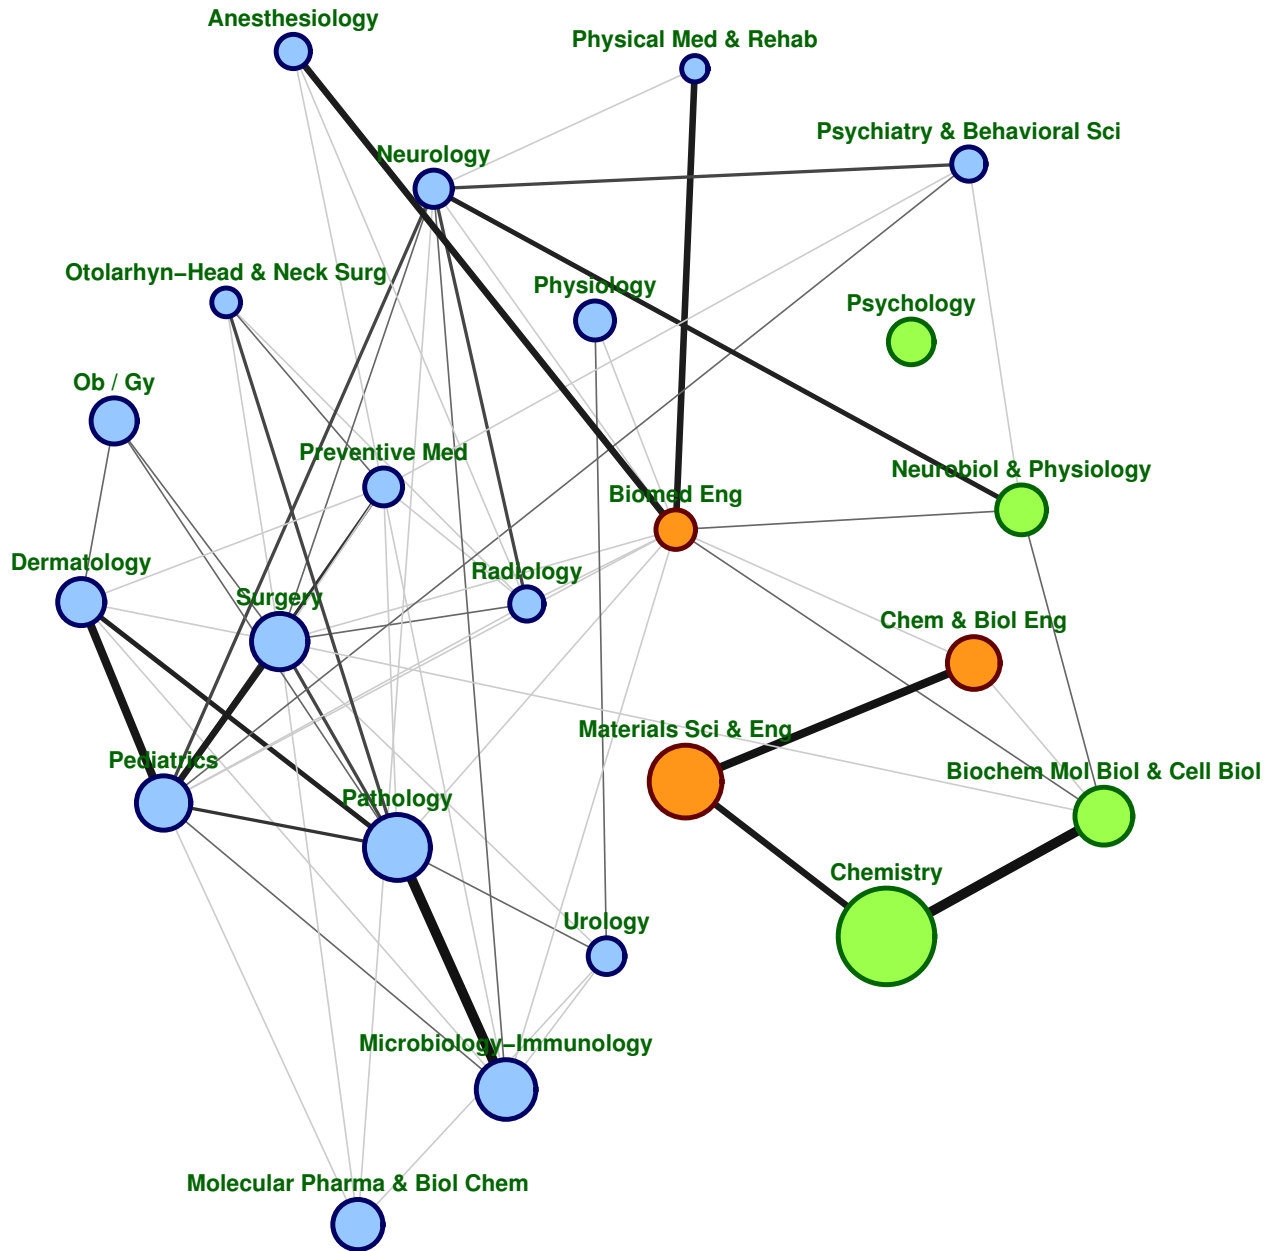 Anesthesiology
Physical Med & Rehab
Psychiatry & Behavioral Sci
Neurology
Otolarhyn−Head & Neck Surg
Physiology
Psychology
Ob / Gy
Preventive Med
Neurobiol & Physiology
Biomed Eng
Dermatology
Radiology
Surgery
Chem & Biol Eng
Materials Sci & Eng
Pediatrics
Biochem Mol Biol & Cell Biol
Pathology
Chemistry
Urology
Microbiology−Immunology
Molecular Pharma & Biol Chem